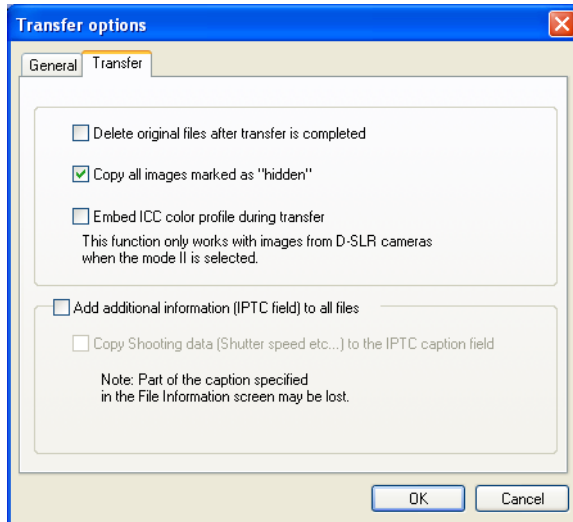 Transfer options
General Transfer
Delete original files after transfer is completed
Copy all images marked as "hidden"
Embed ICC color profile during transfer
This function only works with images from D-SLR cameras
when the mode II is selected.
Add additional information (IPTC field) to all files
Copy Shooting data (Shutter speed etc...) to the IPTC caption field
Note: Part of the caption specified
in the File Information screen may be lost.
OK Cancel